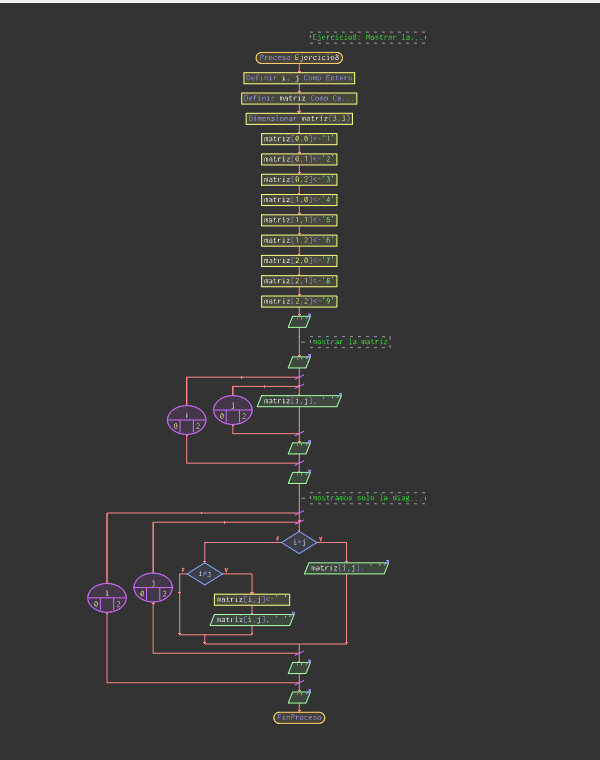 Ejercicio8: Mostrar la...
Proceso Ejercicio8
Definir i, j Como Entero
Definir matriz Como Ca...
Dimensionar matriz(3,3)
matriz[0,0]<-'1'
matriz[0,1]<-'2'
matriz[0,2]<-'3'
matriz[1,0]<-'4'
matriz[1,1]<-'5'
matriz[1,2]<-'6'
matriz[2,0]<-'7'
matriz[2,1]<-'8'
matriz[2,2]<-'9'
''
mostrar la matriz
''
i
0 2
j
0 2
matriz[i,j], ' '
''
''
mostramos solo la diag...
i
0 2
j
0 2
F i=j V
matriz[i,j], ' '
F V
matriz[i,j]<-' '
matriz[i,j], ' '
''
''
FinProceso